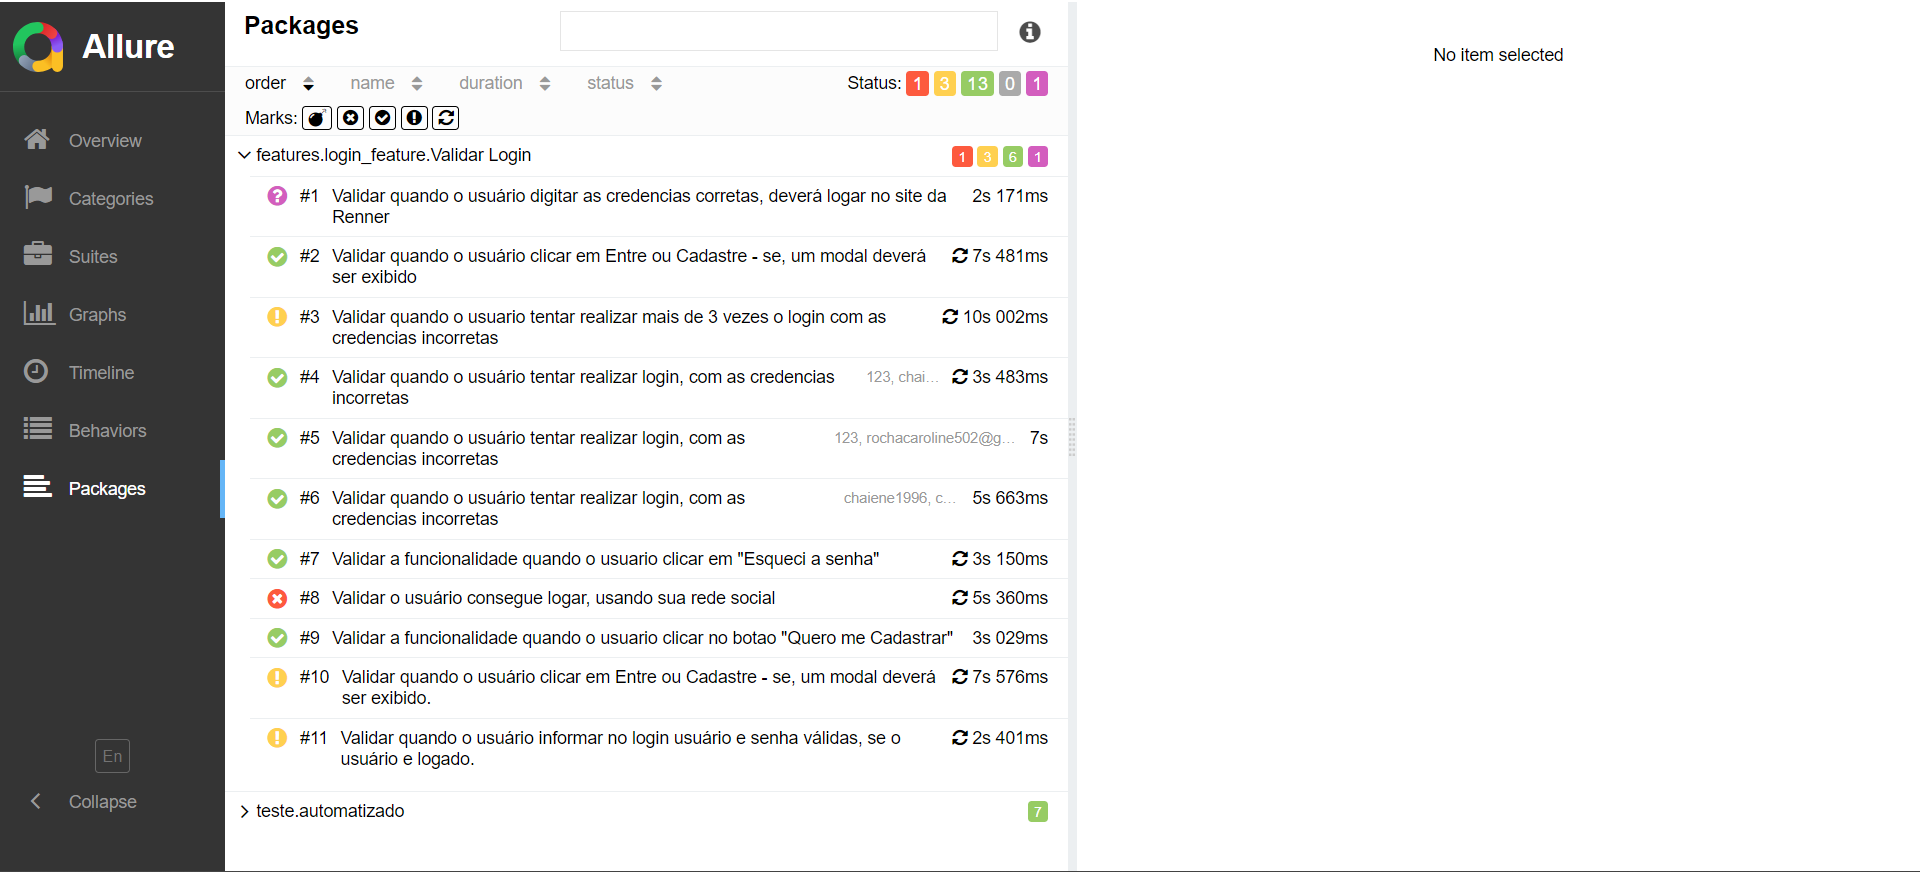 Allure
Overview
Categories
Suites
Graphs
Timeline
Behaviors
Packages
En
Collapse
Packages
order name duration status Status: 1 3 13 0 1
Marks:
features.login_feature.Validar Login 1 3 6 1
#1 Validar quando o usuário digitar as credencias corretas, deverá logar no site da 2s 171ms
Renner
#2 Validar quando o usuário clicar em Entre ou Cadastre - se, um modal deverá 7s 481ms
ser exibido
#3 Validar quando o usuario tentar realizar mais de 3 vezes o login com as 10s 002ms
credencias incorretas
#4 Validar quando o usuário tentar realizar login, com as credencias 123, chai... 3s 483ms
incorretas
#5 Validar quando o usuário tentar realizar login, com as 123, rochacaroline502@g... 7s
credencias incorretas
#6 Validar quando o usuário tentar realizar login, com as chaiene1996, c... 5s 663ms
credencias incorretas
#7 Validar a funcionalidade quando o usuario clicar em "Esqueci a senha" 3s 150ms
#8 Validar o usuário consegue logar, usando sua rede social 5s 360ms
#9 Validar a funcionalidade quando o usuario clicar no botao "Quero me Cadastrar" 3s 029ms
#10 Validar quando o usuário clicar em Entre ou Cadastre - se, um modal deverá 7s 576ms
ser exibido.
#11 Validar quando o usuário informar no login usuário e senha válidas, se o 2s 401ms
usuário e logado.
teste.automatizado 7
No item selected